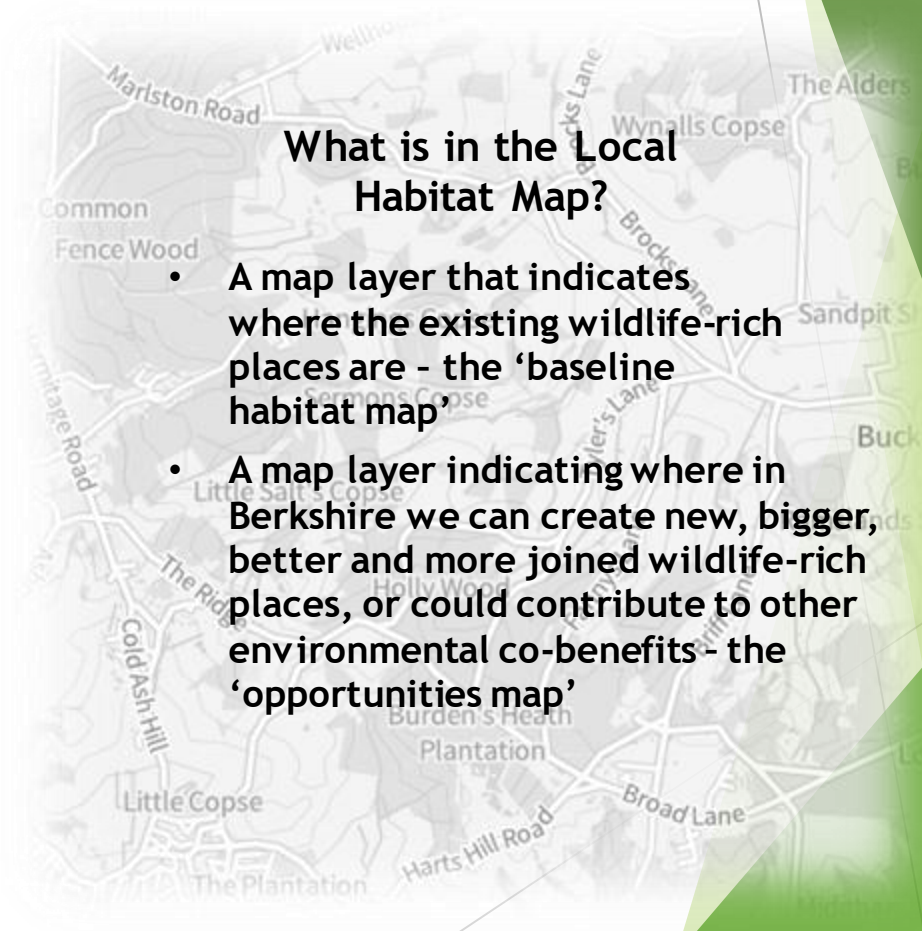 What is in the Local
Habitat Map?
• A map layer that indicates
where the existing wildlife-rich
places are – the ‘baseline
habitat map’
• A map layer indicating where in
Berkshire we can create new, bigger,
better and more joined wildlife-rich
places, or could contribute to other
environmental co-benefits – the
‘opportunities map’
Marlston Road
The Alders
Wynalls Copse
Common
Fence Wood
Brocks Lane
Sandpit
Sermons Copse
Buck
Little Salt's Copse
The Ridge
Holly Wood
Cold Ash Hill
Burden's Heath
Plantation
Little Copse
Broad Lane
Harts Hill Road
The Plantation